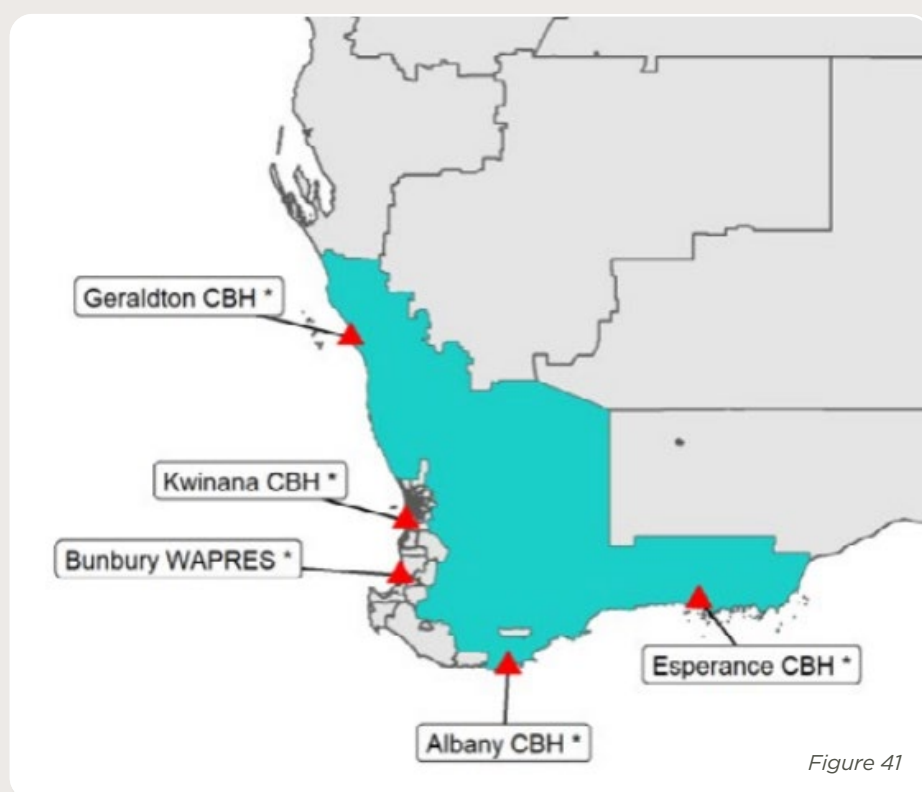 Geraldton CBH *
Kwinana CBH *
Bunbury WAPRES *
Esperance CBH *
Albany CBH *
Figure 41